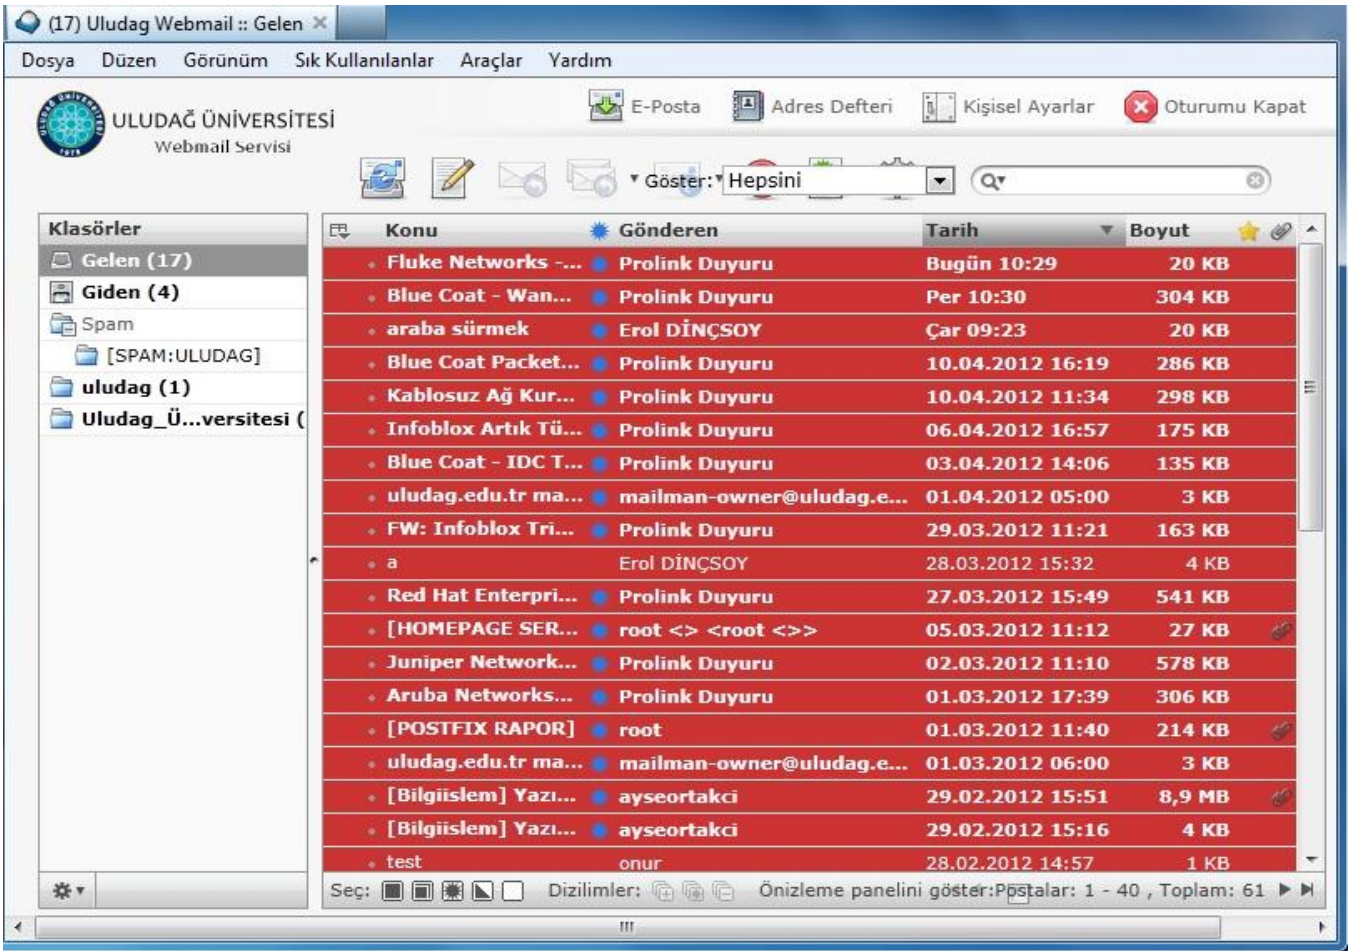 (17) Uludag Webmail :: Gelen
Dosya Düzen Görünüm Sık Kullanılanlar Araçlar Yardım
E-Posta Adres Defteri Kişisel Ayarlar Oturumu Kapat
ULUDAĞ ÜNİVERSİTESİ
Webmail Servisi
Göster: Hepsini
Klasörler
Gelen (17)
Giden (4)
Spam
[SPAM:ULUDAG]
uludag (1)
Uludag_Ü...versitesi (
Konu Gönderen Tarih Boyut
Fluke Networks -... Prolink Duyuru Bugün 10:29 20 KB
Blue Coat - Wan... Prolink Duyuru Per 10:30 304 KB
araba sürmek Erol DİNÇSOY Çar 09:23 20 KB
Blue Coat Packet... Prolink Duyuru 10.04.2012 16:19 286 KB
Kablosuz Ağ Kur... Prolink Duyuru 10.04.2012 11:34 298 KB
Infoblox Artık Tü... Prolink Duyuru 06.04.2012 16:57 175 KB
Blue Coat - IDC T... Prolink Duyuru 03.04.2012 14:06 135 KB
uludag.edu.tr ma... mailman-owner@uludag.e... 01.04.2012 05:00 3 KB
FW: Infoblox Tri... Prolink Duyuru 29.03.2012 11:21 163 KB
a Erol DİNÇSOY 28.03.2012 15:32 4 KB
Red Hat Enterpri... Prolink Duyuru 27.03.2012 15:49 541 KB
[HOMEPAGE SER... root <> <root <>> 05.03.2012 11:12 27 KB
Juniper Network... Prolink Duyuru 02.03.2012 11:10 578 KB
Aruba Networks... Prolink Duyuru 01.03.2012 17:39 306 KB
[POSTFIX RAPOR] root 01.03.2012 11:40 214 KB
uludag.edu.tr ma... mailman-owner@uludag.e... 01.03.2012 06:00 3 KB
[Bilgiislem] Yazı... ayseortakci 29.02.2012 15:51 8,9 MB
[Bilgiislem] Yazı... ayseortakci 29.02.2012 15:16 4 KB
test onur 28.02.2012 14:57 1 KB
Seç: Dizilimler: Önizleme panelini göster: Postalar: 1 - 40 , Toplam: 61